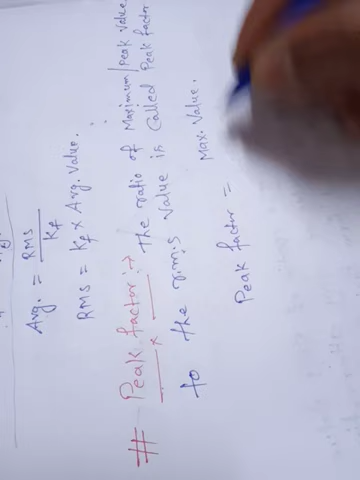 Avg. = RMS / Kf
RMS = Kf × Avg. Value.
# Peak factor :→ the ratio of Maximum/Peak value
to the r.m.s value is Called Peak factor
Max. Value.
Peak factor =